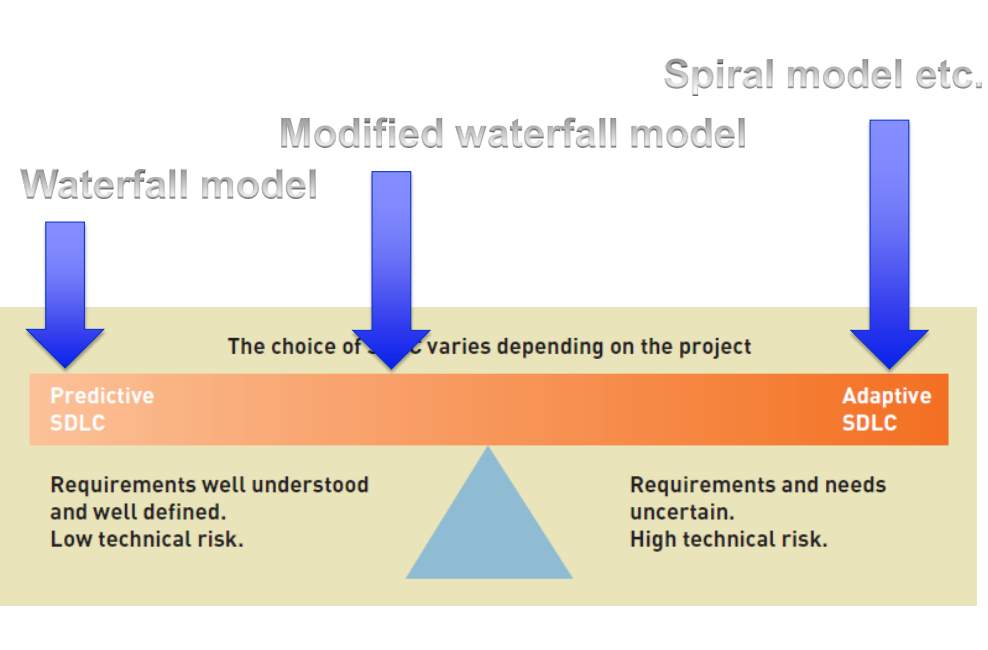 Spiral model etc.
Modified waterfall model
Waterfall model
The choice of varies depending on the project
Predictive
SDLC
Adaptive
SDLC
Requirements well understood
and well defined.
Low technical risk.
Requirements and needs
uncertain.
High technical risk.